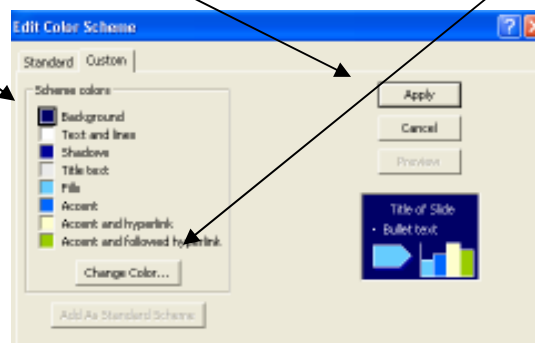 Edit Color Scheme
Standard Custom
Scheme colors
Background
Text and lines
Shadows
Title text
Fills
Accent
Accent and hyperlink
Accent and followed hyperlink
Change Color...
Add As Standard Scheme
Apply
Cancel
Preview
Title of Slide
• Bullet text